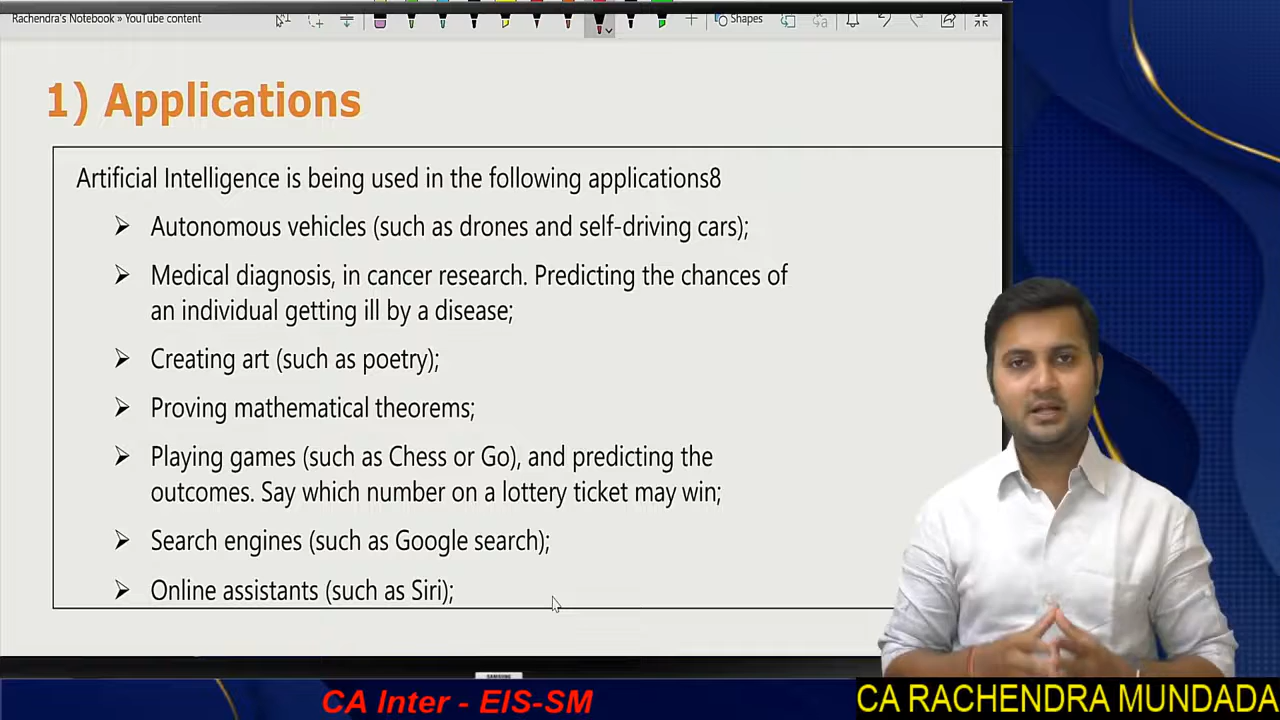 Rachendra's Notebook » YouTube content
Shapes
1) Applications
Artificial Intelligence is being used in the following applications8
➢ Autonomous vehicles (such as drones and self-driving cars);
➢ Medical diagnosis, in cancer research. Predicting the chances of
an individual getting ill by a disease;
➢ Creating art (such as poetry);
➢ Proving mathematical theorems;
➢ Playing games (such as Chess or Go), and predicting the
outcomes. Say which number on a lottery ticket may win;
➢ Search engines (such as Google search);
➢ Online assistants (such as Siri);
SAMSUNG
CA Inter - EIS-SM
CA RACHENDRA MUNDADA